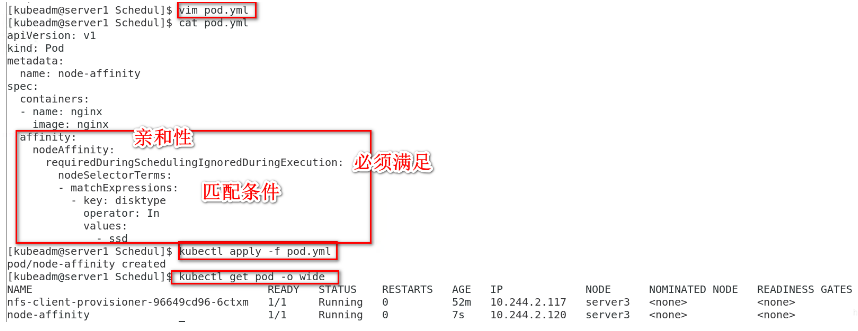 [kubeadm@server1 Schedul]$ vim pod.yml
[kubeadm@server1 Schedul]$ cat pod.yml
apiVersion: v1
kind: Pod
metadata:
  name: node-affinity
spec:
  containers:
  - name: nginx
    image: nginx
  affinity:
亲和性
    nodeAffinity:
      requiredDuringSchedulingIgnoredDuringExecution:
必须满足
        nodeSelectorTerms:
        - matchExpressions:
匹配条件
          - key: disktype
            operator: In
            values:
              - ssd
[kubeadm@server1 Schedul]$ kubectl apply -f pod.yml
pod/node-affinity created
[kubeadm@server1 Schedul]$ kubectl get pod -o wide
NAME READY STATUS RESTARTS AGE IP NODE NOMINATED NODE READINESS GATES
nfs-client-provisioner-96649cd96-6ctxm 1/1 Running 0 52m 10.244.2.117 server3 <none> <none>
node-affinity 1/1 Running 0 7s 10.244.2.120 server3 <none> <none>